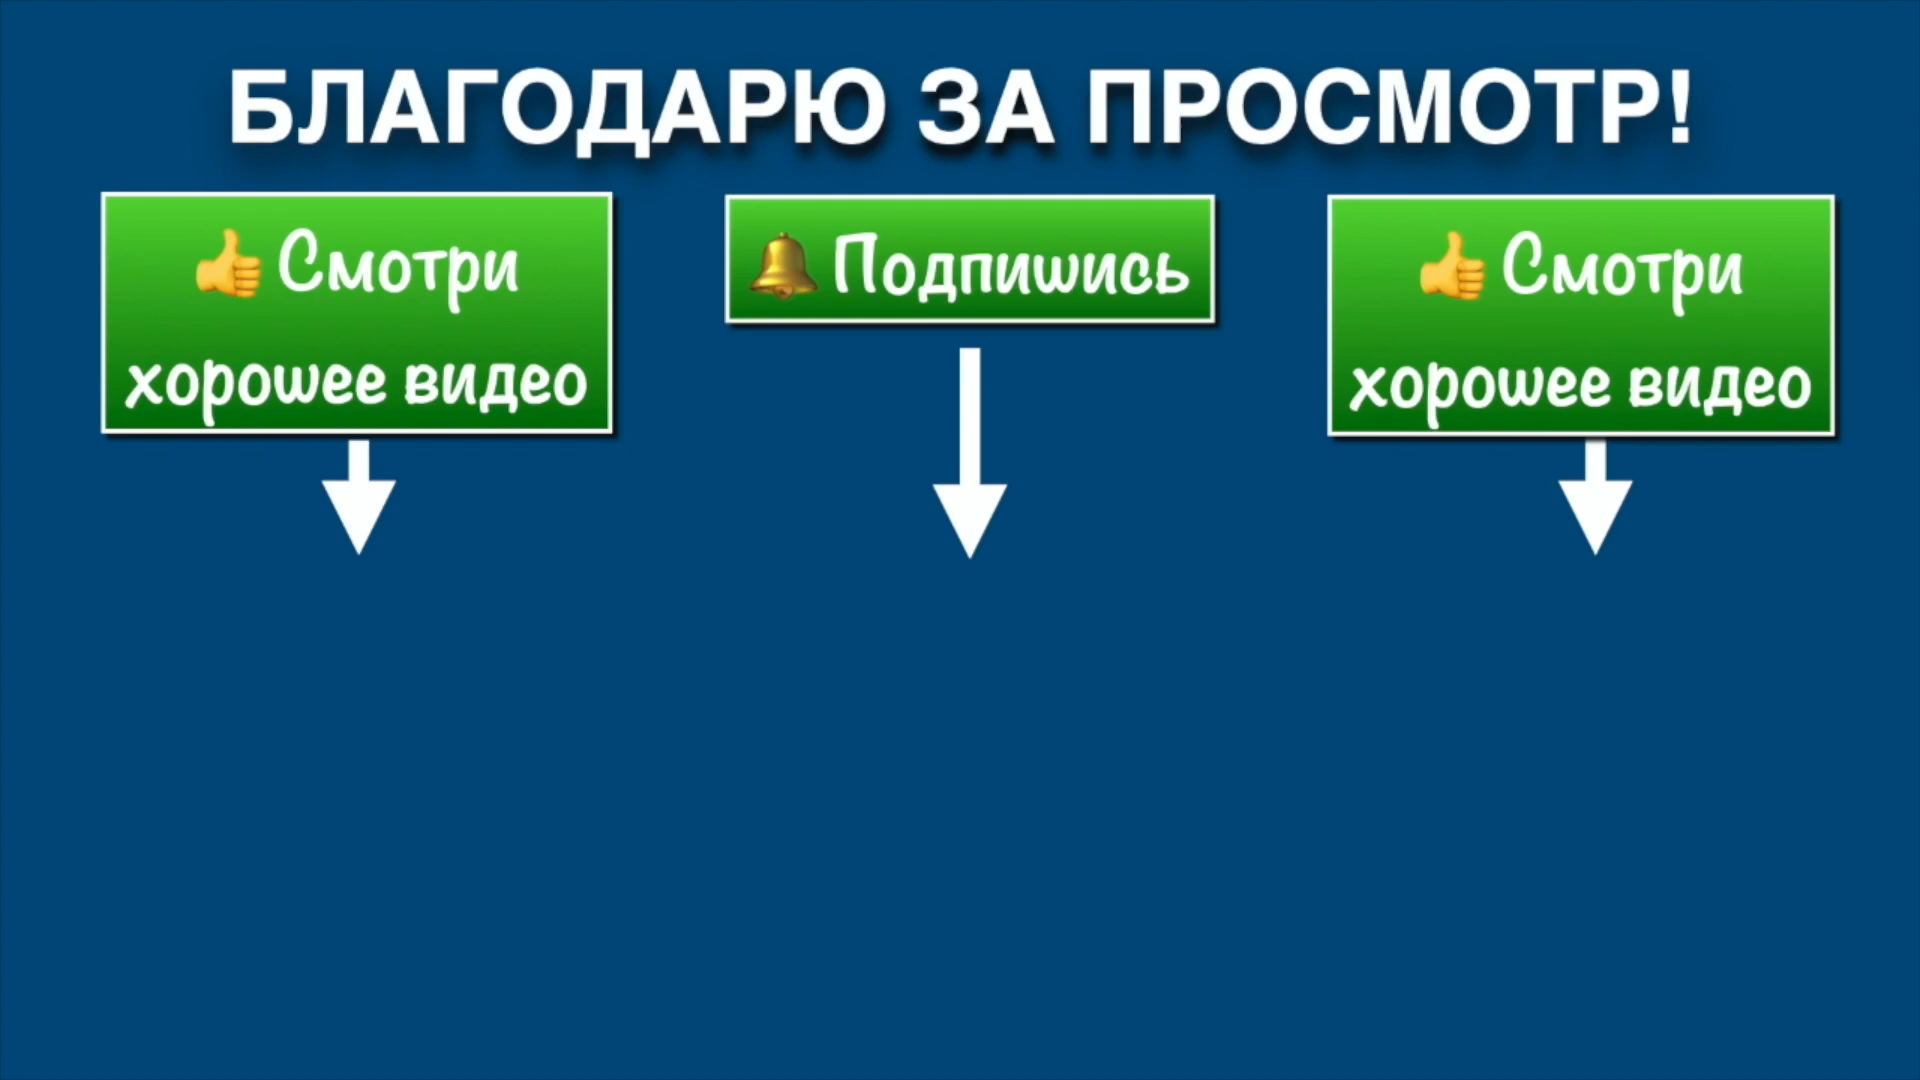 БЛАГОДАРЮ ЗА ПРОСМОТР!
👍 Смотри
хорошее видео
🔔 Подпишись
👍 Смотри
хорошее видео